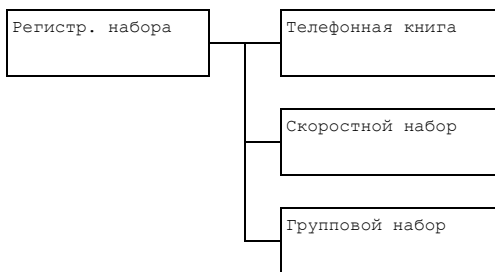 Регистр. набора
Телефонная книга
Скоростной набор
Групповой набор